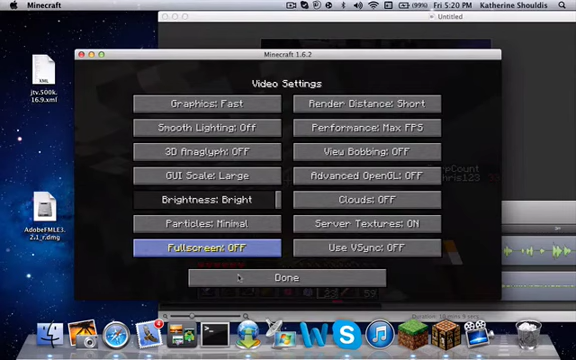 Minecraft
(99%) Fri 5:20 PM Katherine Shouldis
Untitled
Minecraft 1.6.2
jtv.500k.
16.9.xml
Video Settings
Graphics: Fast
Render Distance: Short
Smooth Lighting: Off
Performance: Max FPS
3D Anaglyph: OFF
View Bobbing: OFF
GUI Scale: Large
Advanced OpenGL: OFF
Brightness: Bright
Clouds: OFF
Particles: Minimal
Server Textures: ON
AdobeFMLE3.
2.1_r.dmg
Fullscreen: OFF
Use VSync: OFF
Done